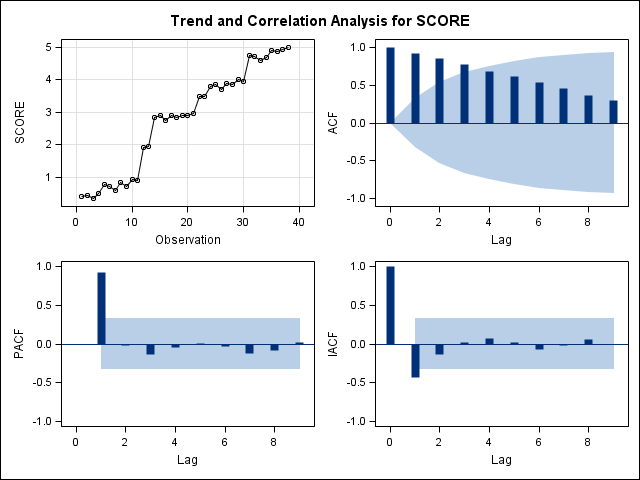 Trend and Correlation Analysis for SCORE
5
4
3
2
1
SCORE
0 10 20 30 40
Observation
1.0
0.5
0.0
-0.5
-1.0
ACF
0 2 4 6 8
Lag
1.0
0.5
0.0
-0.5
-1.0
PACF
0 2 4 6 8
Lag
1.0
0.5
0.0
-0.5
-1.0
IACF
0 2 4 6 8
Lag